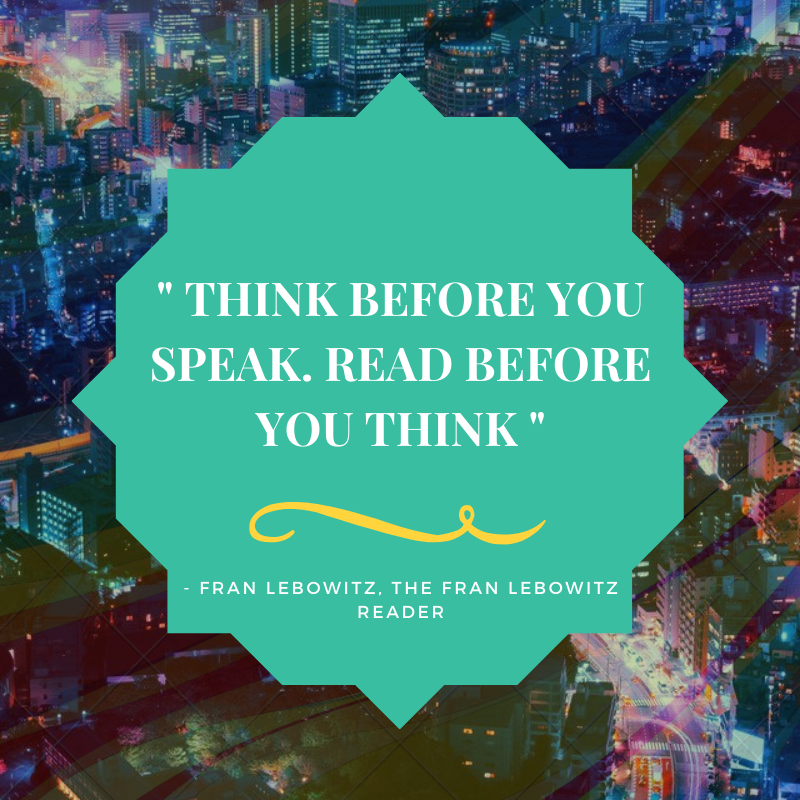 " THINK BEFORE YOU
SPEAK. READ BEFORE
YOU THINK "
- FRAN LEBOWITZ, THE FRAN LEBOWITZ
READER